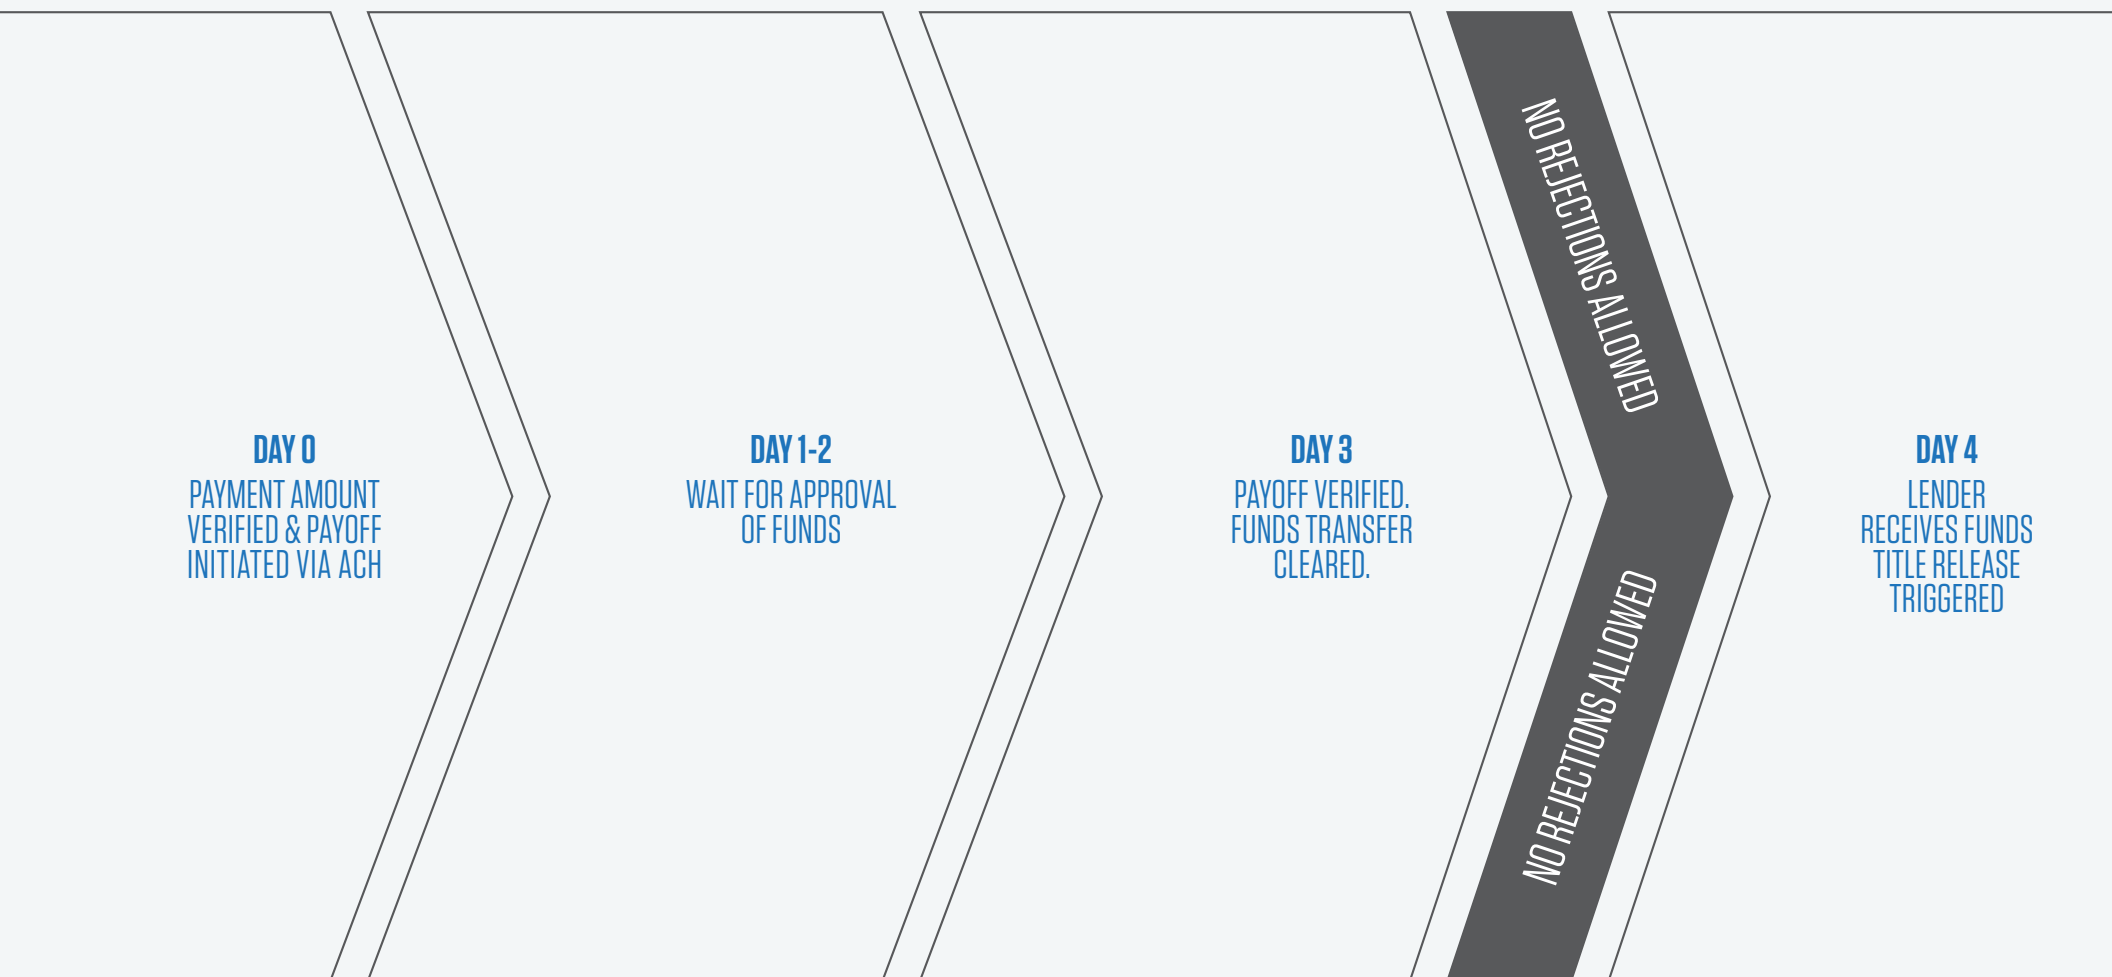 DAY 0
PAYMENT AMOUNT
VERIFIED & PAYOFF
INITIATED VIA ACH
DAY 1-2
WAIT FOR APPROVAL
OF FUNDS
DAY 3
PAYOFF VERIFIED.
FUNDS TRANSFER
CLEARED.
NO REJECTIONS ALLOWED
NO REJECTIONS ALLOWED
DAY 4
LENDER
RECEIVES FUNDS
TITLE RELEASE
TRIGGERED